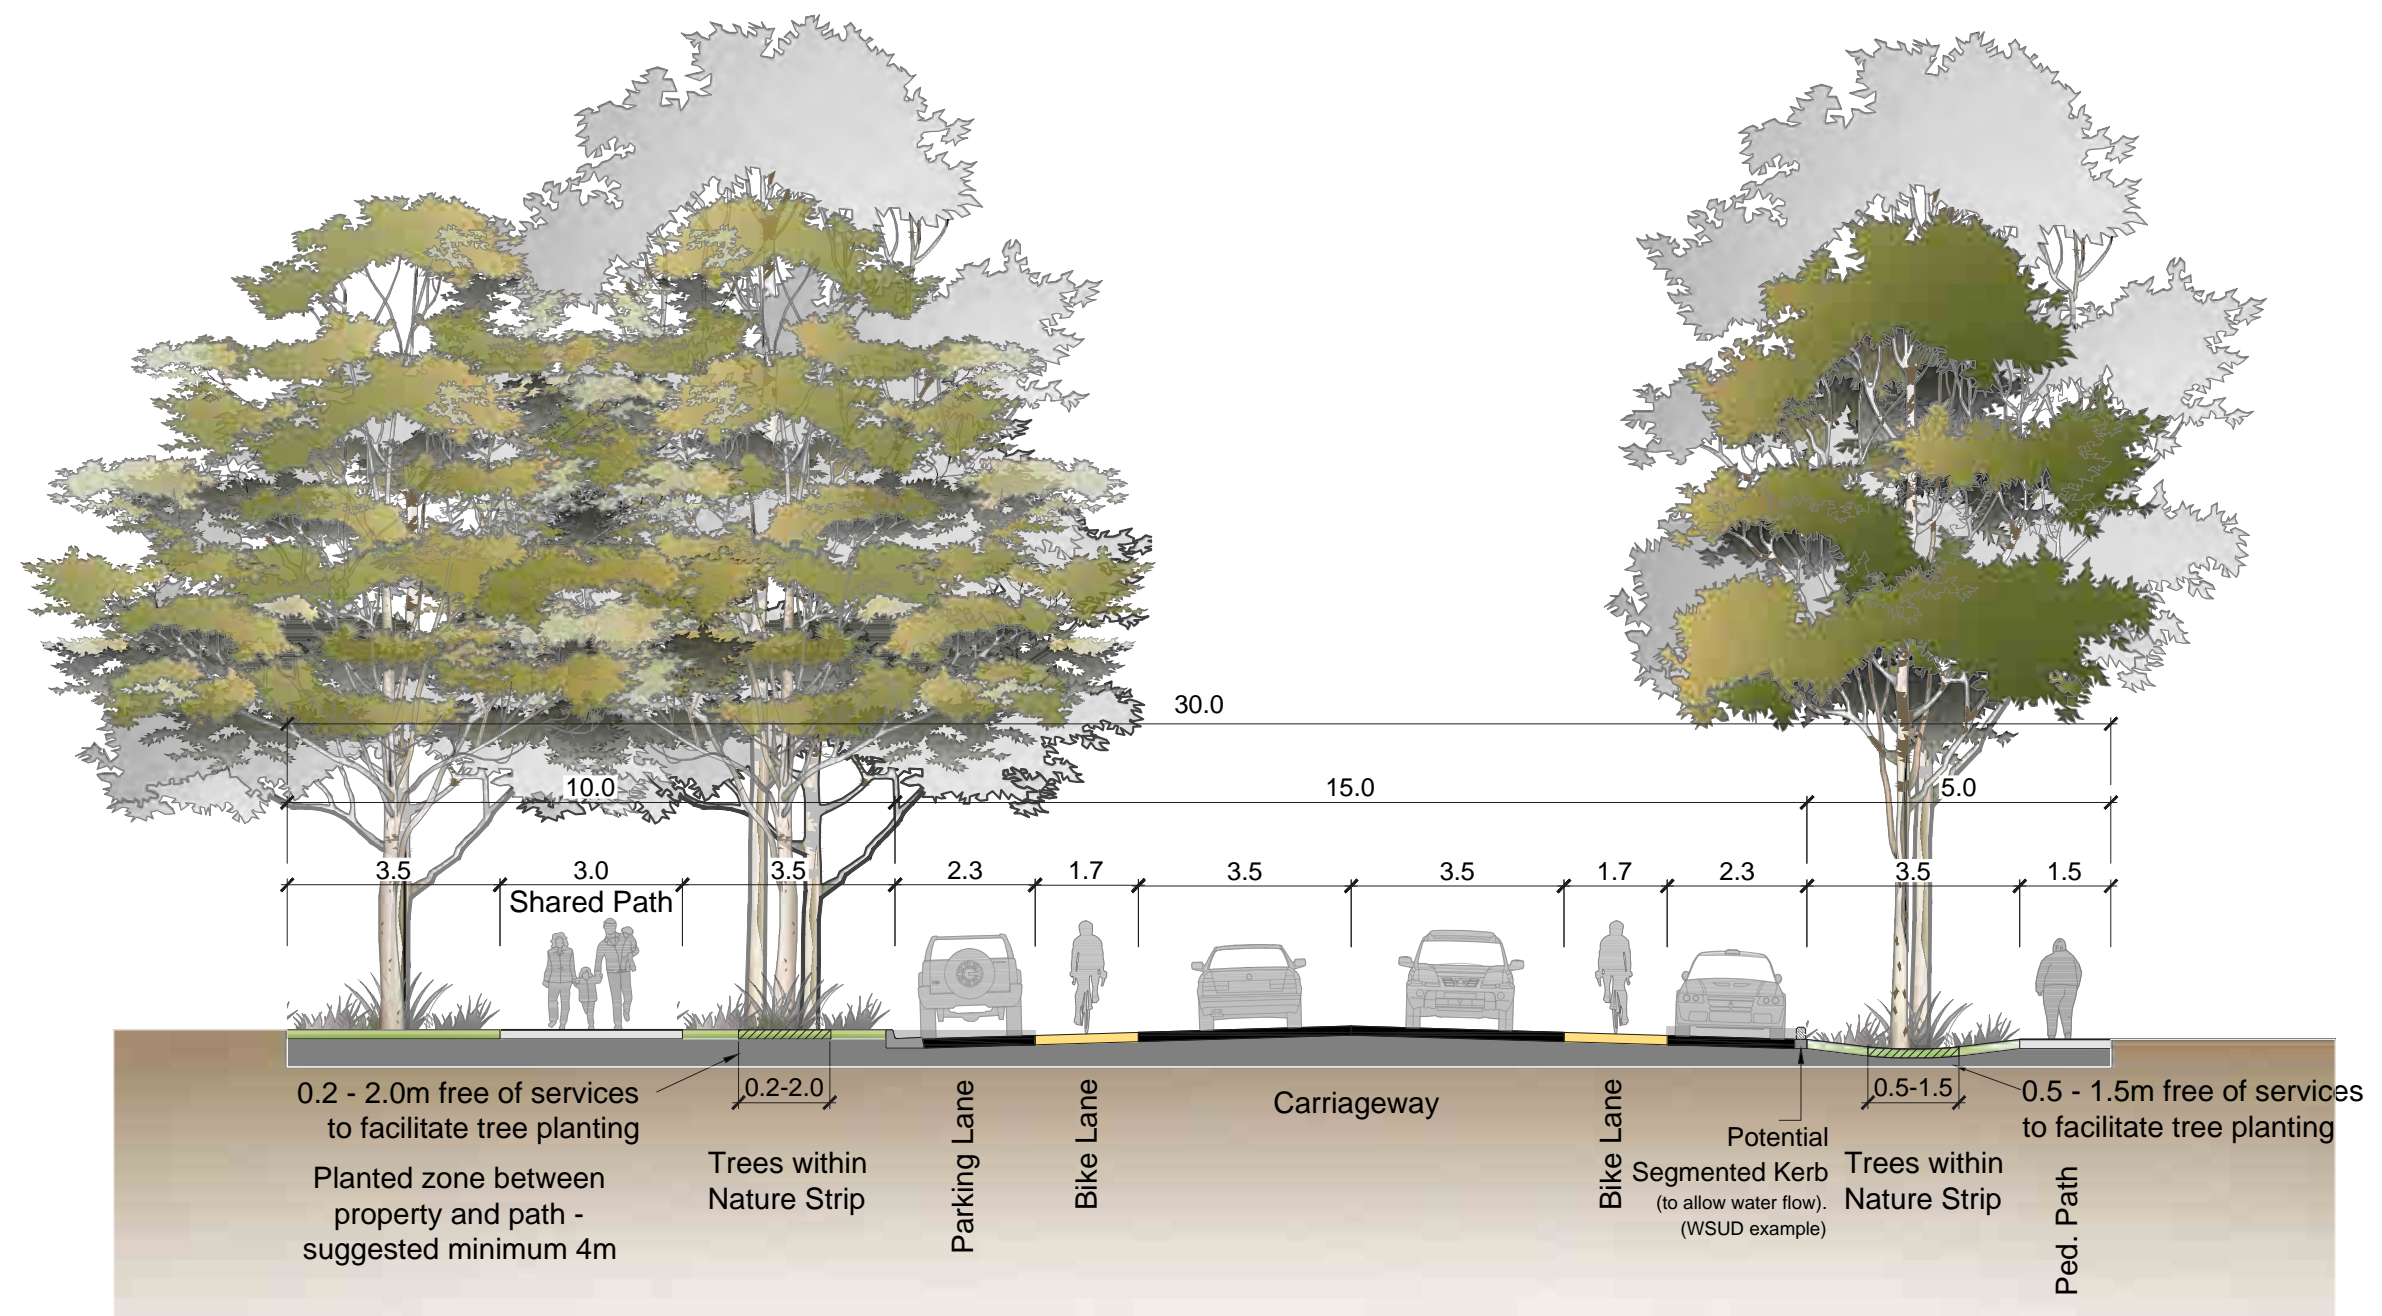 30.0
10.0
15.0
5.0
3.5
3.0
3.5
2.3
1.7
3.5
3.5
1.7
2.3
3.5
1.5
Shared Path
0.2 - 2.0m free of services
to facilitate tree planting
0.2-2.0
Planted zone between
property and path -
suggested minimum 4m
Trees within
Nature Strip
Parking Lane
Bike Lane
Carriageway
Bike Lane
Potential
Segmented Kerb
(to allow water flow).
(WSUD example)
0.5-1.5
Trees within
Nature Strip
0.5 - 1.5m free of services
to facilitate tree planting
Ped. Path